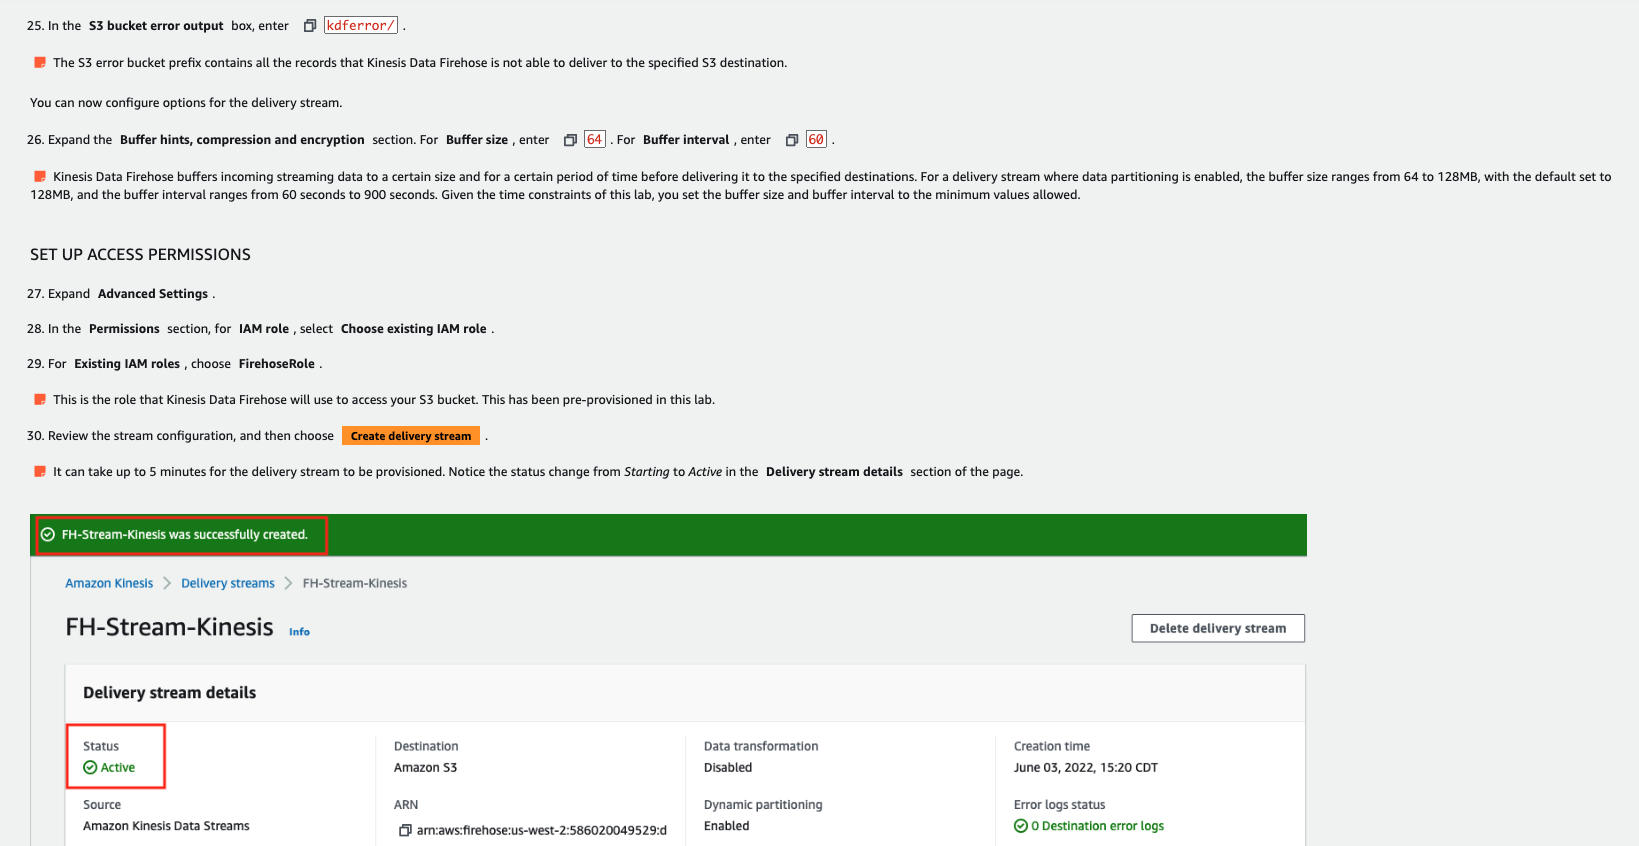 25. In the S3 bucket error output box, enter kdferror/ .
The S3 error bucket prefix contains all the records that Kinesis Data Firehose is not able to deliver to the specified S3 destination.
You can now configure options for the delivery stream.
26. Expand the Buffer hints, compression and encryption section. For Buffer size , enter 64 . For Buffer interval , enter 60 .
Kinesis Data Firehose buffers incoming streaming data to a certain size and for a certain period of time before delivering it to the specified destinations. For a delivery stream where data partitioning is enabled, the buffer size ranges from 64 to 128MB, with the default set to
128MB, and the buffer interval ranges from 60 seconds to 900 seconds. Given the time constraints of this lab, you set the buffer size and buffer interval to the minimum values allowed.
SET UP ACCESS PERMISSIONS
27. Expand Advanced Settings .
28. In the Permissions section, for IAM role , select Choose existing IAM role .
29. For Existing IAM roles , choose FirehoseRole .
This is the role that Kinesis Data Firehose will use to access your S3 bucket. This has been pre-provisioned in this lab.
30. Review the stream configuration, and then choose Create delivery stream .
It can take up to 5 minutes for the delivery stream to be provisioned. Notice the status change from Starting to Active in the Delivery stream details section of the page.
FH-Stream-Kinesis was successfully created.
Amazon Kinesis > Delivery streams > FH-Stream-Kinesis
FH-Stream-Kinesis Info
Delete delivery stream
Delivery stream details
Status
Active
Source
Amazon Kinesis Data Streams
Destination
Amazon S3
ARN
arn:aws:firehose:us-west-2:586020049529:d
Data transformation
Disabled
Dynamic partitioning
Enabled
Creation time
June 03, 2022, 15:20 CDT
Error logs status
0 Destination error logs